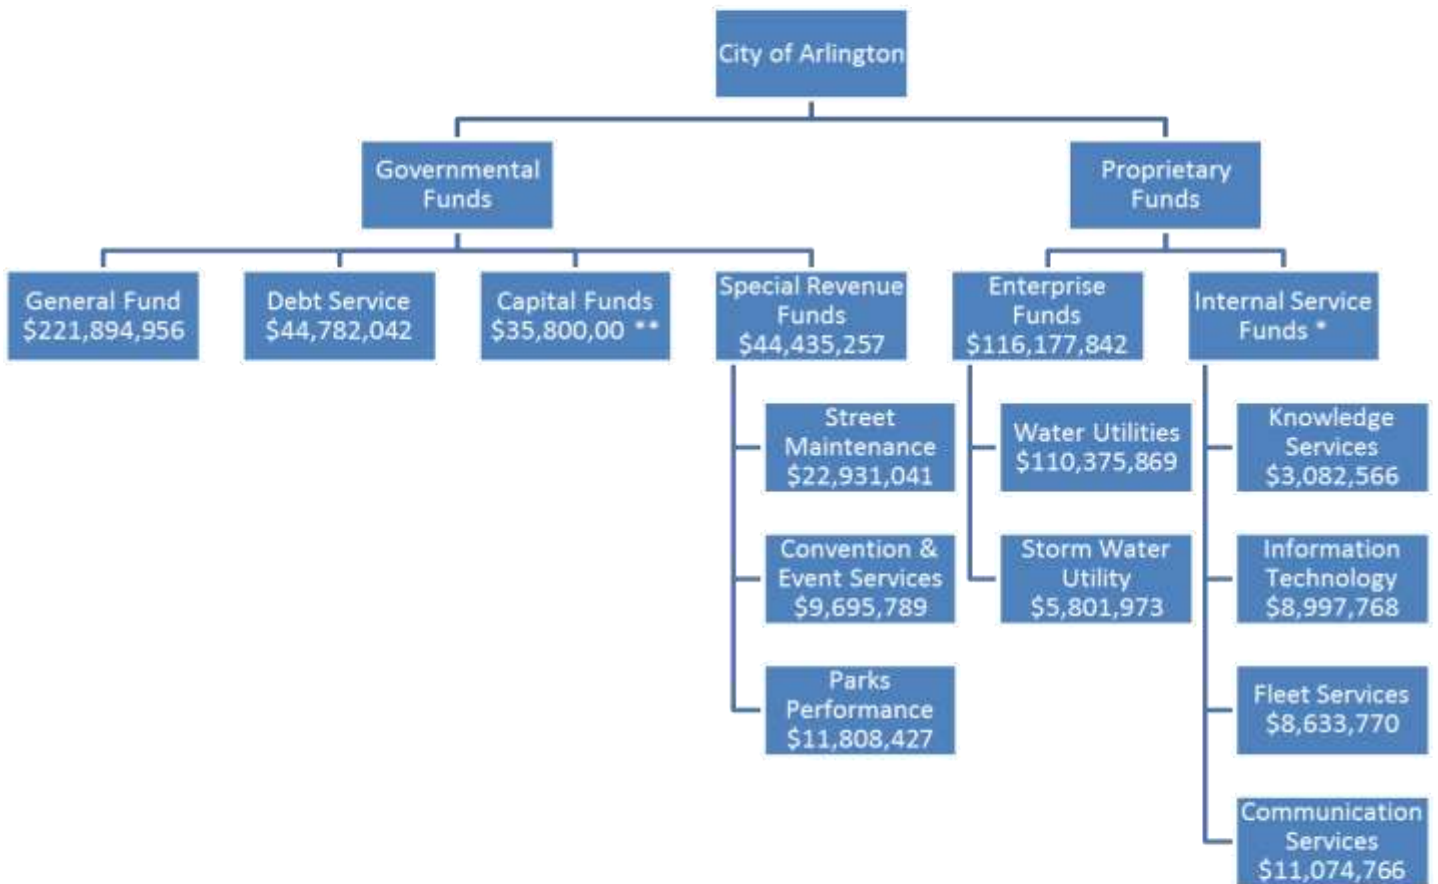 City of Arlington
Governmental
Funds
Proprietary
Funds
General Fund
$221,894,956
Debt Service
$44,782,042
Capital Funds
$35,800,00 **
Special Revenue
Funds
$44,435,257
Enterprise
Funds
$116,177,842
Internal Service
Funds *
Street
Maintenance
$22,931,041
Water Utilities
$110,375,869
Knowledge
Services
$3,082,566
Convention &
Event Services
$9,695,789
Storm Water
Utility
$5,801,973
Information
Technology
$8,997,768
Parks
Performance
$11,808,427
Fleet Services
$8,633,770
Communication
Services
$11,074,766